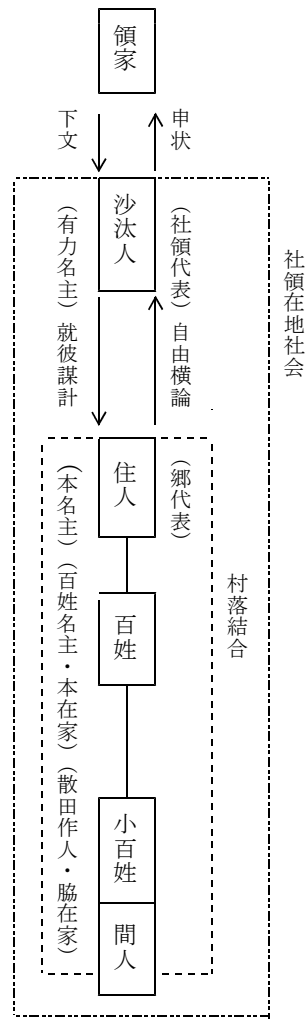 領家
申状
下文
社領在地社会
沙汰人
（社領代表）
（有力名主）
自由横論
就彼謀計
村落結合
住人
（郷代表）
（本名主）
百姓
（百姓名主・本在家）
小百姓
間人
（散田作人・脇在家）